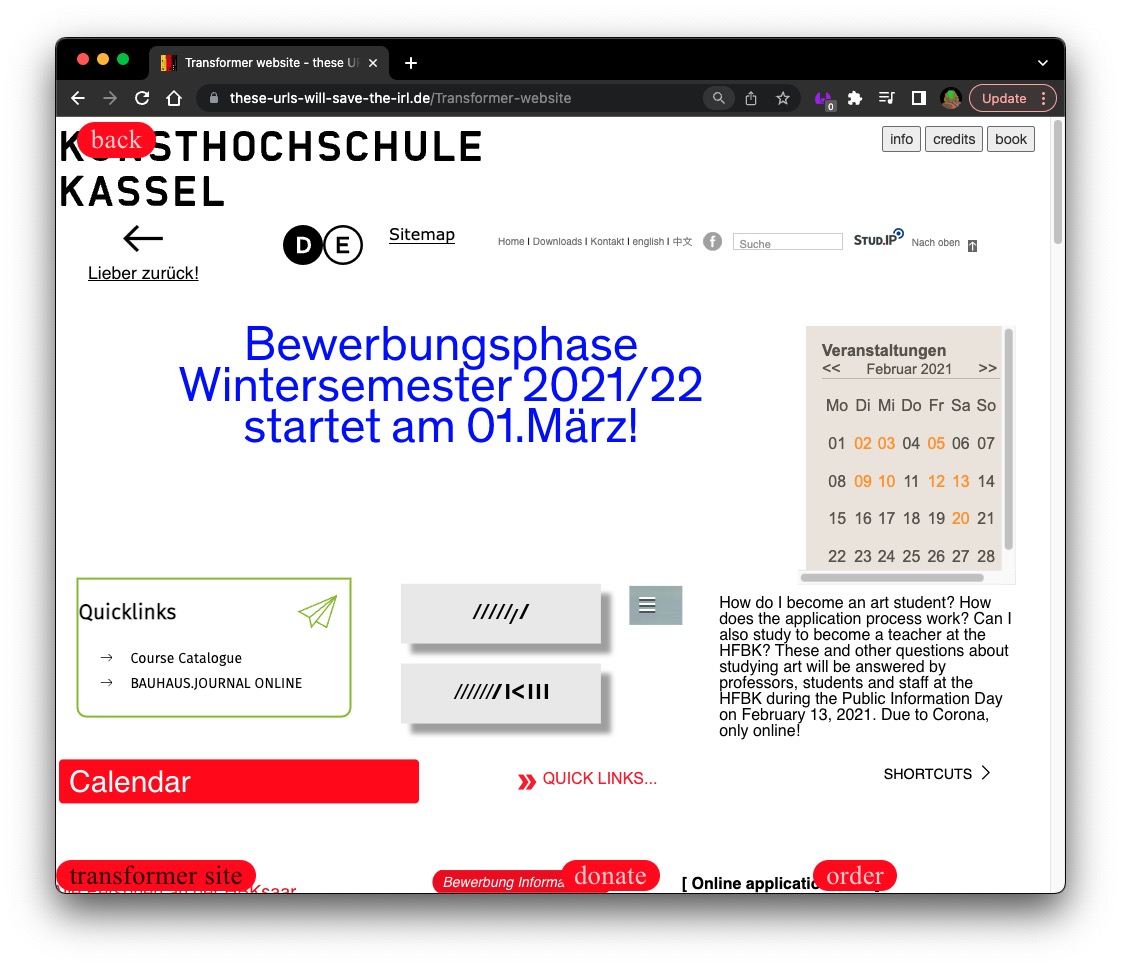 Transformer website - these UR
these-urls-will-save-the-irl.de/Transformer-website
0
Update
back
KUNSTHOCHSCHULE
KASSEL
info
credits
book
D E
Sitemap
Home I Downloads I Kontakt I english I 中文
f
Suche
STUD.IP
Nach oben
Lieber zurück!
Bewerbungsphase
Wintersemester 2021/22
startet am 01.März!
Veranstaltungen
<< Februar 2021 >>
Mo Di Mi Do Fr Sa So
01 02 03 04 05 06 07
08 09 10 11 12 13 14
15 16 17 18 19 20 21
22 23 24 25 26 27 28
Quicklinks
Course Catalogue
BAUHAUS.JOURNAL ONLINE
How do I become an art student? How
does the application process work? Can I
also study to become a teacher at the
HFBK? These and other questions about
studying art will be answered by
professors, students and staff at the
HFBK during the Public Information Day
on February 13, 2021. Due to Corona,
only online!
Calendar
QUICK LINKS...
SHORTCUTS
transformer site
Bewerbung Informa
donate
[ Online applicatio
order